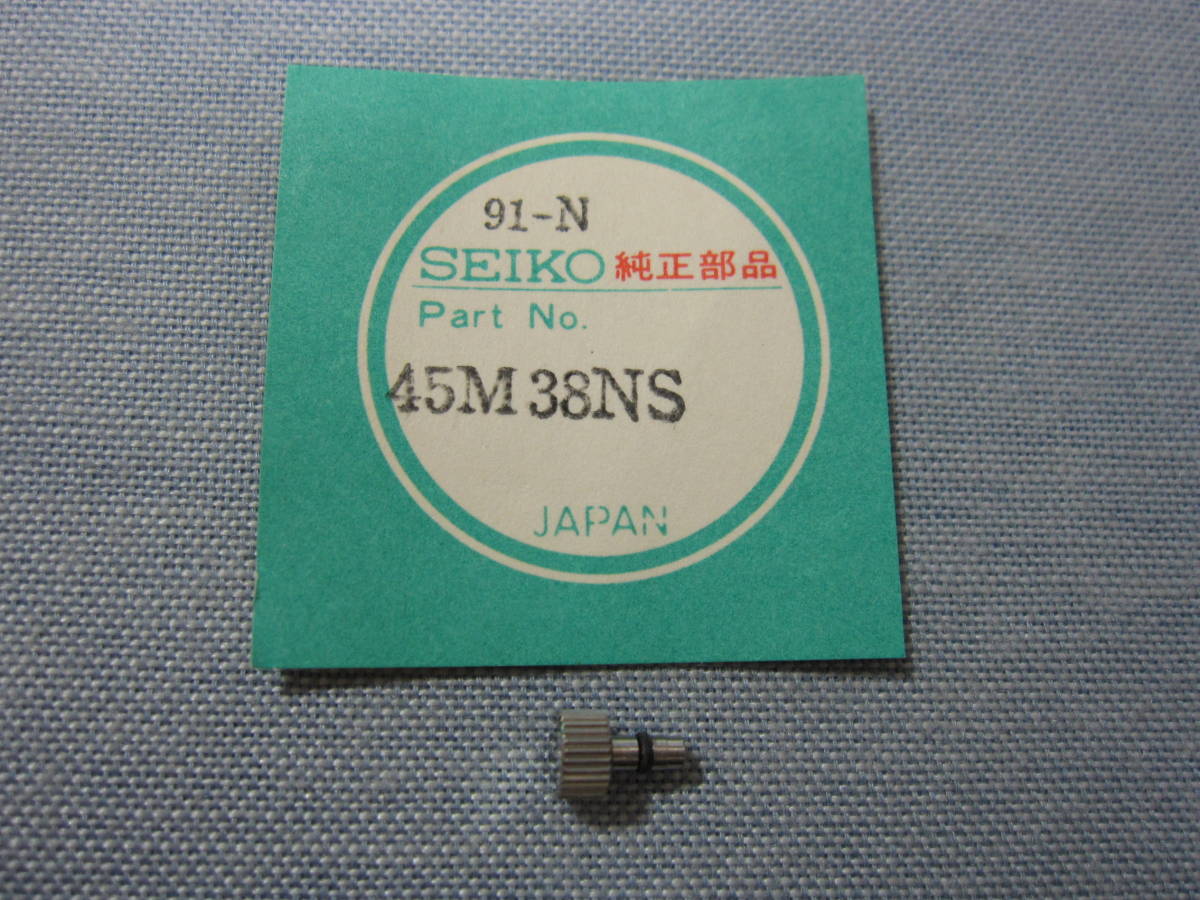 91-N
SEIKO 純正部品
Part No.
45M38NS
JAPAN